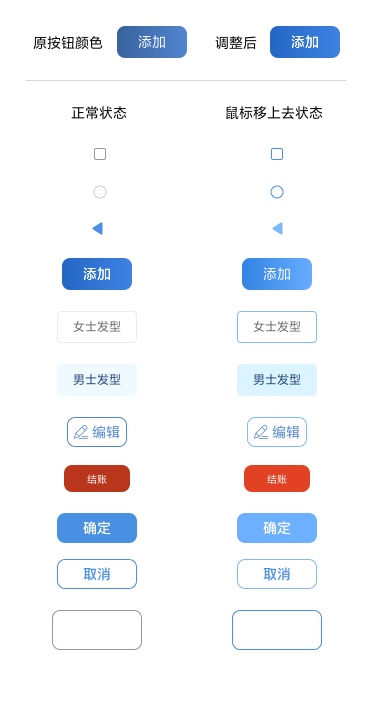 原按钮颜色 添加 调整后 添加
正常状态 鼠标移上去状态
添加 添加
女士发型 女士发型
男士发型 男士发型
编辑 编辑
结账 结账
确定 确定
取消 取消